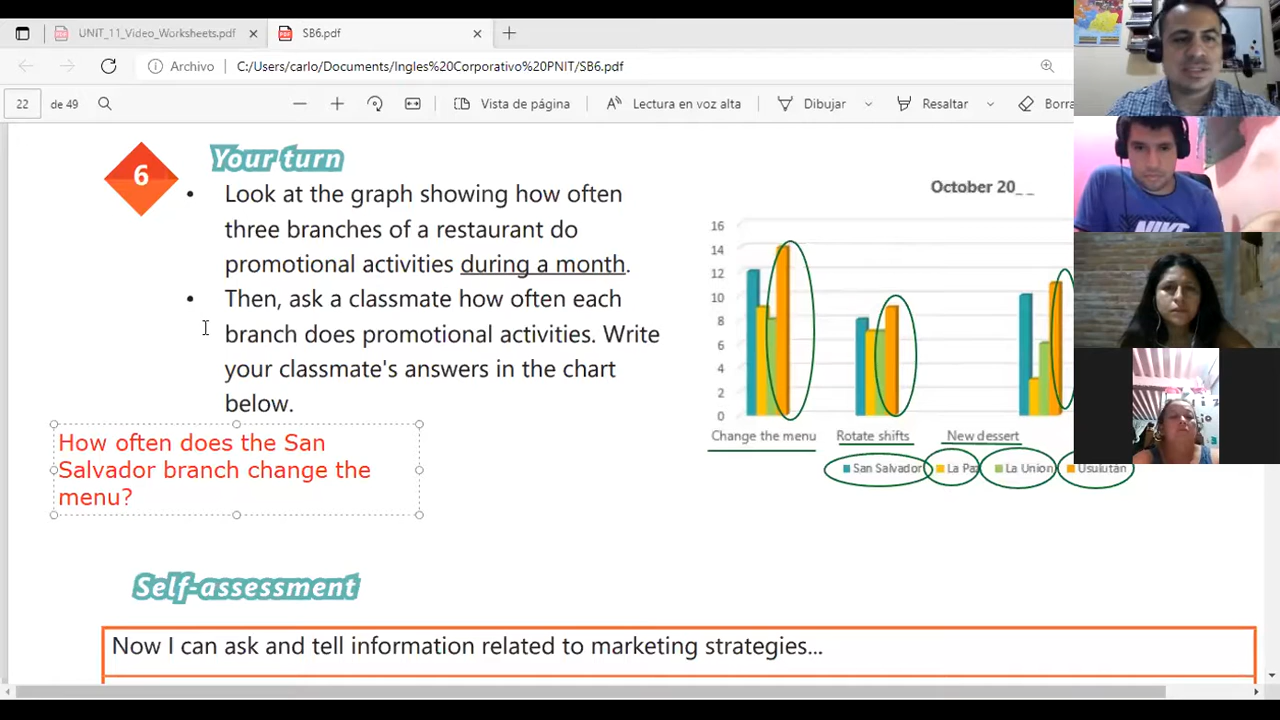 UNIT_11_Video_Worksheets.pdf
SB6.pdf
Archivo
C:/Users/carlo/Documents/Ingles%20Corporativo%20PNIT/SB6.pdf
22
de 49
Vista de página
Lectura en voz alta
Dibujar
Resaltar
Borra
6
Your turn
• Look at the graph showing how often
three branches of a restaurant do
promotional activities during a month.
• Then, ask a classmate how often each
branch does promotional activities. Write
your classmate's answers in the chart
below.
How often does the San
Salvador branch change the
menu?
October 20_ _
16
14
12
10
8
6
4
2
0
Change the menu
Rotate shifts
New dessert
San Salvador
La Paz
La Union
Usulután
Self-assessment
Now I can ask and tell information related to marketing strategies...